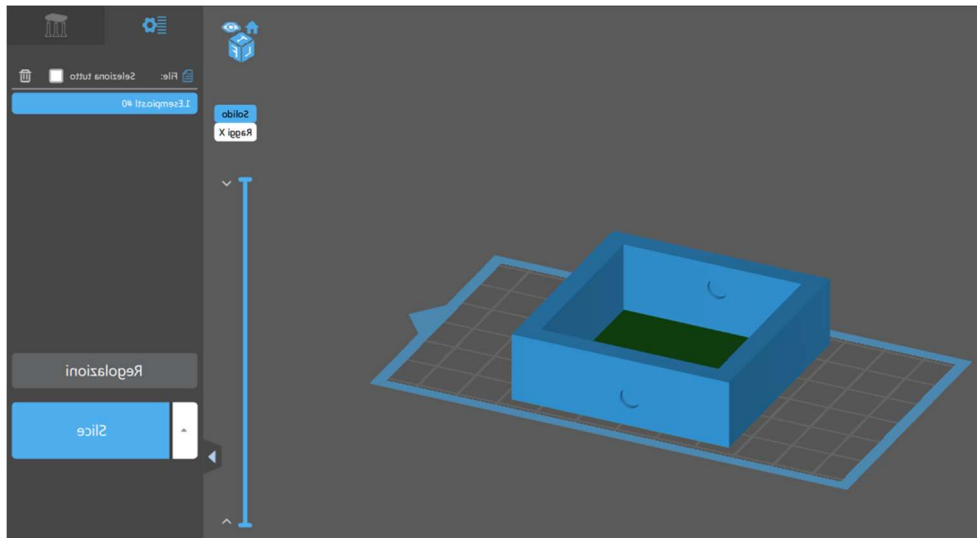 File: Seleziona tutto
1.Esempio.stl #0
Solido
Raggi X
Regolazioni
Slice